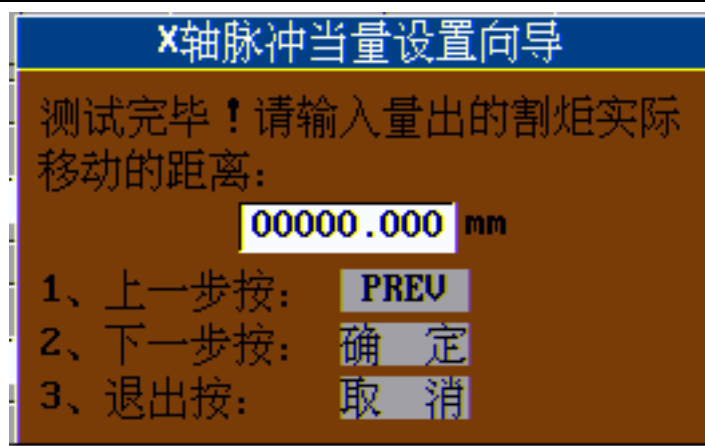 X轴脉冲当量设置向导
测试完毕！请输入量出的割炬实际
移动的距离：
00000.000 mm
1、上一步按： PREV
2、下一步按： 确 定
3、退出按： 取 消